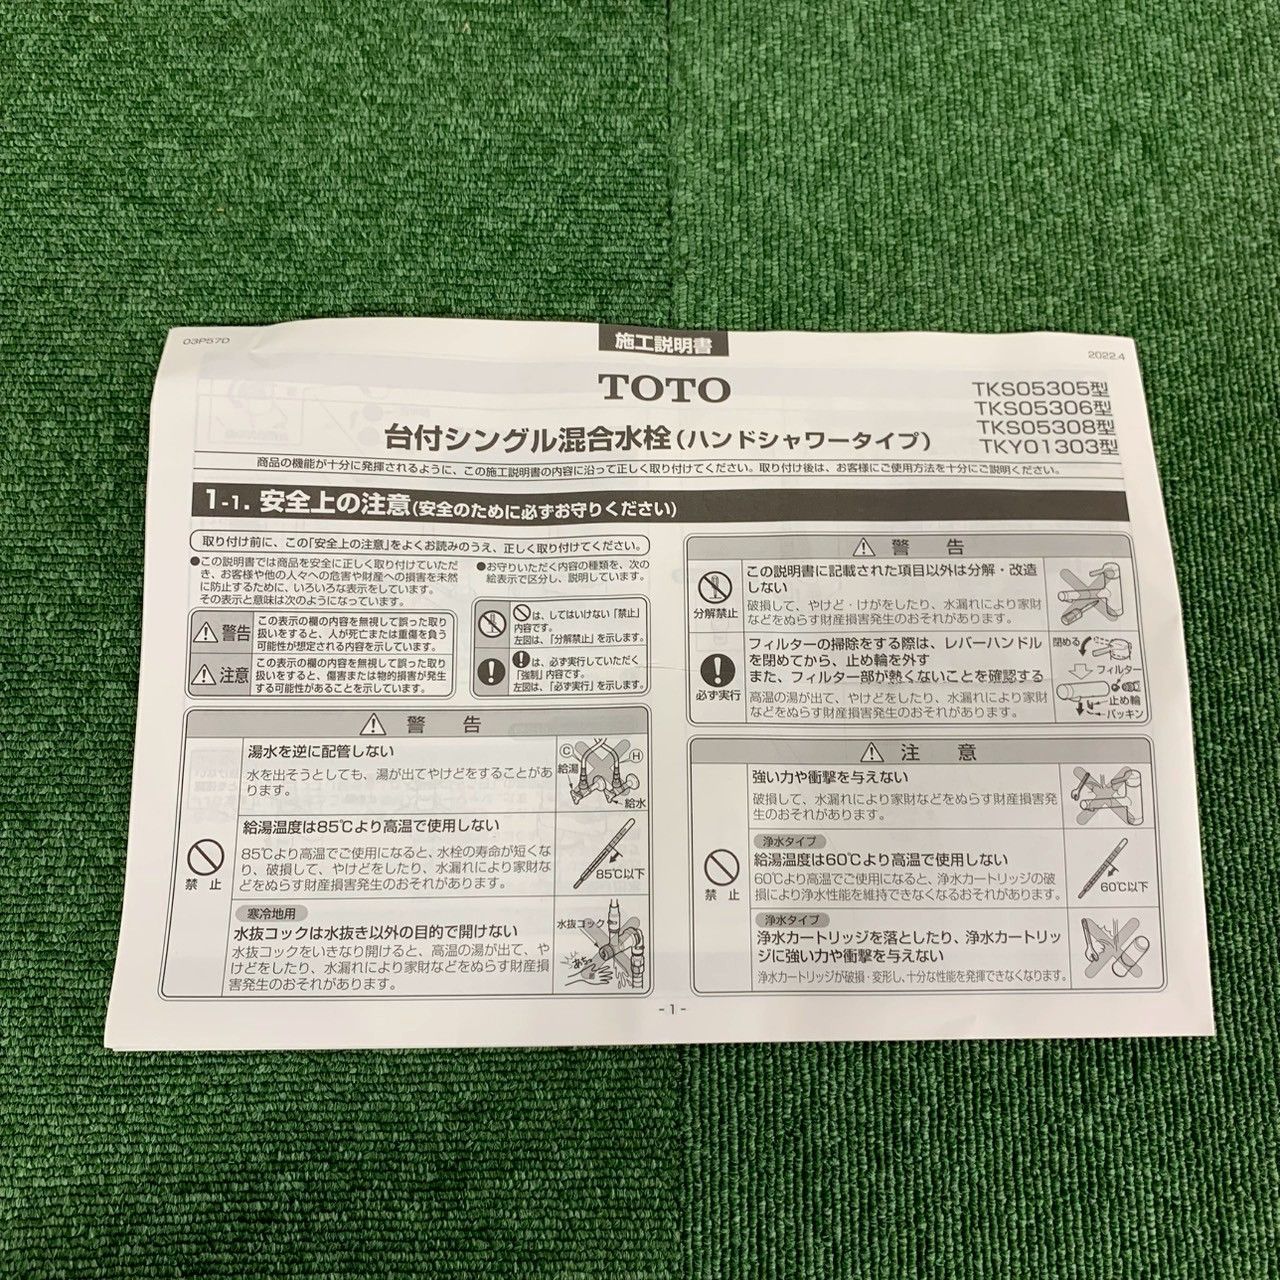 03P57D
施工説明書
2022.4
TOTO
TKS05305型
TKS05306型
TKS05308型
TKY01303型
台付シングル混合水栓(ハンドシャワータイプ)
商品の機能が十分に発揮されるように、この施工説明書の内容に沿って正しく取り付けてください。取り付け後は、お客様にご使用方法を十分にご説明ください。
1-1. 安全上の注意(安全のために必ずお守りください)
取り付け前に、この「安全上の注意」をよくお読みのうえ、正しく取り付けてください。
●この説明書では商品を安全に正しく取り付けていただ
き、お客様や他の人々への危害や財産への損害を未然
に防止するために、いろいろな表示をしています。
その表示と意味は次のようになっています。
警告
この表示の欄の内容を無視して誤った取り
扱いをすると、人が死亡または重傷を負う
可能性が想定される内容を示しています。
注意
この表示の欄の内容を無視して誤った取り
扱いをすると、傷害または物的損害が発生
する可能性があることを示しています。
●お守りいただく内容の種類を、次の
絵表示で区分し、説明しています。
は、してはいけない「禁止」
内容です。
左図は、「分解禁止」を示します。
は、必ず実行していただく
「強制」内容です。
左図は、「必ず実行」を示します。
警告
禁止
湯水を逆に配管しない
水を出そうとしても、湯が出てやけどをすることがあ
ります。
C
H
給湯
給水
給湯温度は85℃より高温で使用しない
85℃より高温でご使用になると、水栓の寿命が短くな
り、破損して、やけどをしたり、水漏れにより家財な
どをぬらす財産損害発生のおそれがあります。
85℃以下
寒冷地用
水抜コックは水抜き以外の目的で開けない
水抜コックをいきなり開けると、高温の湯が出て、や
けどをしたり、水漏れにより家財などをぬらす財産損
害発生のおそれがあります。
水抜コック
あちっ
警告
分解禁止
この説明書に記載された項目以外は分解・改造
しない
破損して、やけど・けがをしたり、水漏れにより家財
などをぬらす財産損害発生のおそれがあります。
必ず実行
フィルターの掃除をする際は、レバーハンドル
を閉めてから、止め輪を外す
また、フィルター部が熱くないことを確認する
高温の湯が出て、やけどをしたり、水漏れにより家財
などをぬらす財産損害発生のおそれがあります。
閉める
フィルター
止め輪
パッキン
注意
禁止
強い力や衝撃を与えない
破損して、水漏れにより家財などをぬらす財産損害発
生のおそれがあります。
浄水タイプ
給湯温度は60℃より高温で使用しない
60℃より高温でご使用になると、浄水カートリッジの破
損により浄水性能を維持できなくなるおそれがあります。
60℃以下
浄水タイプ
浄水カートリッジを落としたり、浄水カートリッ
ジに強い力や衝撃を与えない
浄水カートリッジが破損・変形し、十分な性能を発揮できなくなります。
-1-